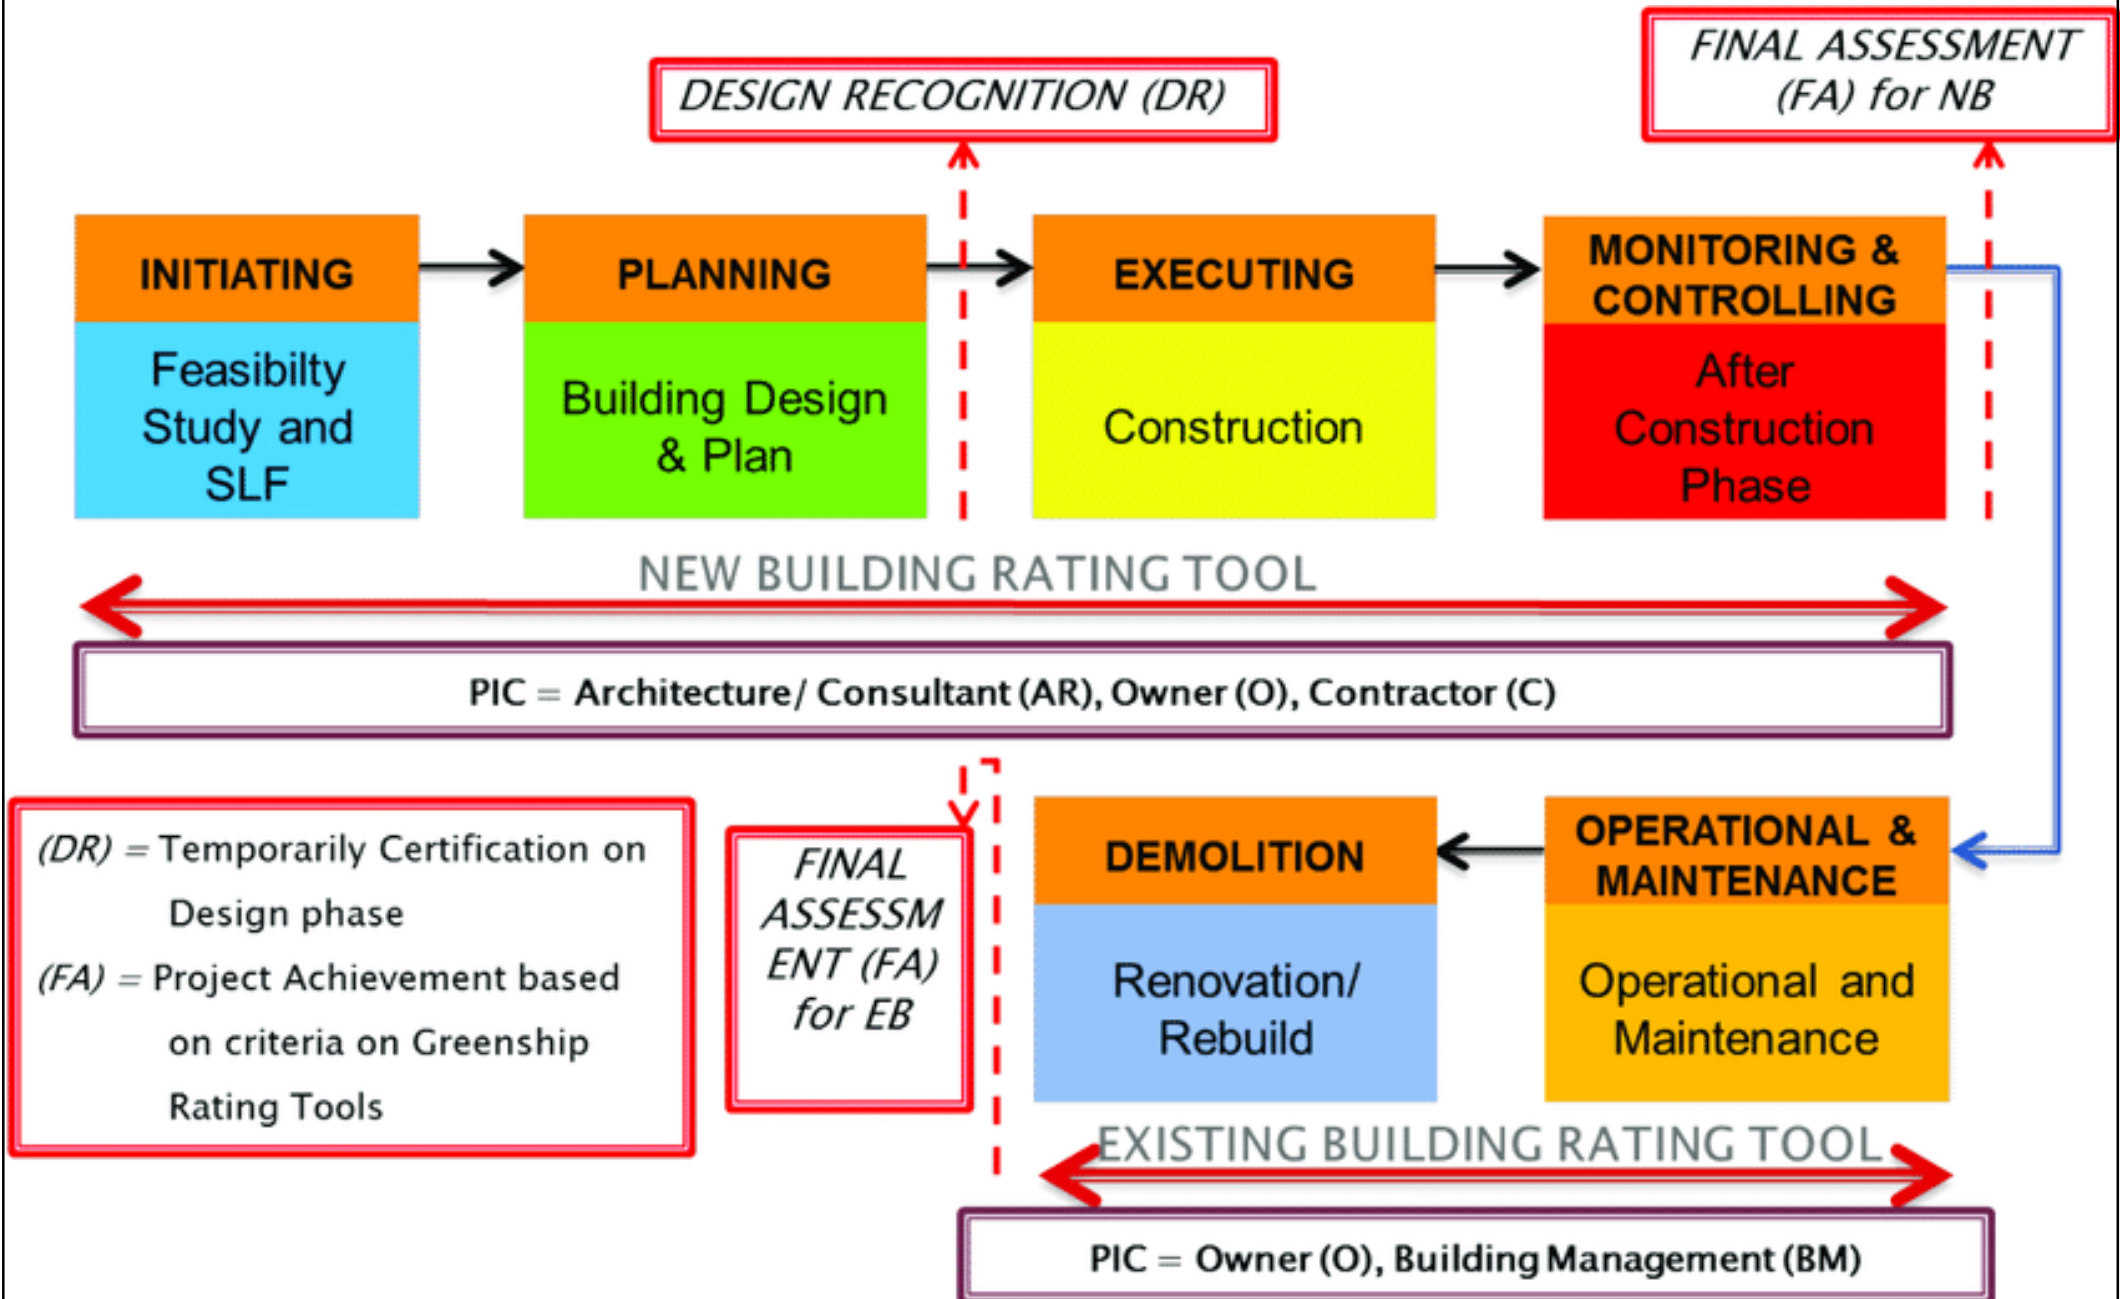 DESIGN RECOGNITION (DR)
FINAL ASSESSMENT
(FA) for NB
INITIATING
Feasibilty
Study and
SLF
PLANNING
Building Design
& Plan
EXECUTING
Construction
MONITORING &
CONTROLLING
After
Construction
Phase
NEW BUILDING RATING TOOL
PIC = Architecture/ Consultant (AR), Owner (O), Contractor (C)
(DR) = Temporarily Certification on
Design phase
(FA) = Project Achievement based
on criteria on Greenship
Rating Tools
FINAL
ASSESSM
ENT (FA)
for EB
DEMOLITION
Renovation/
Rebuild
OPERATIONAL &
MAINTENANCE
Operational and
Maintenance
EXISTING BUILDING RATING TOOL
PIC = Owner (O), Building Management (BM)